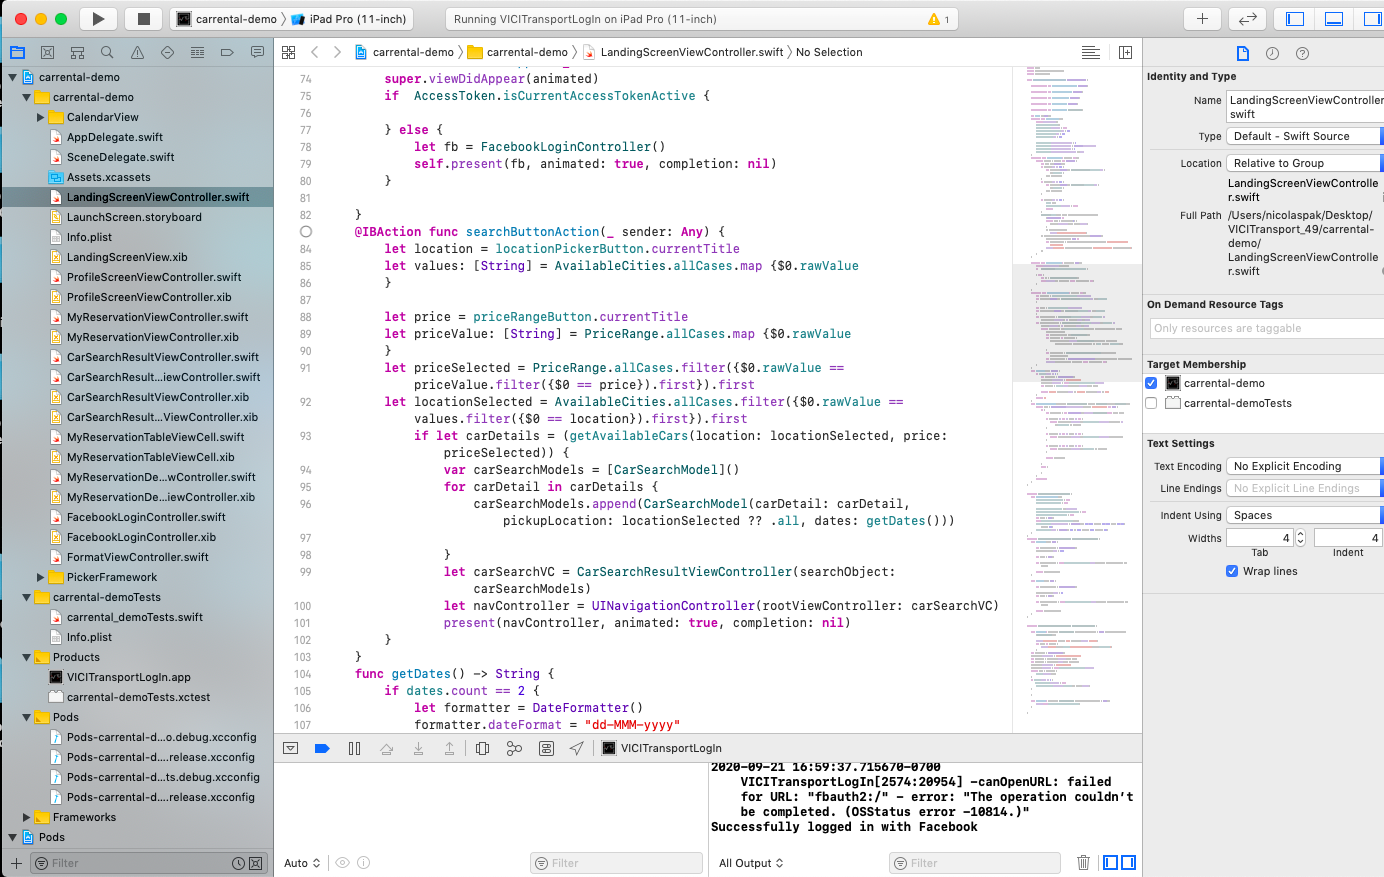 carrental-demo
iPad Pro (11-inch)
Running VICITransportLogIn on iPad Pro (11-inch)
1
carrental-demo
carrental-demo
LandingScreenViewController.swift
No Selection
carrental-demo
carrental-demo
CalendarView
AppDelegate.swift
SceneDelegate.swift
Assets.xcassets
LandingScreenViewController.swift
LaunchScreen.storyboard
Info.plist
LandingScreenView.xib
ProfileScreenViewController.swift
ProfileScreenViewController.xib
MyReservationViewController.swift
MyReservationViewController.xib
CarSearchResultViewController.swift
CarSearchResult...iewController.swift
CarSearchResultViewController.xib
CarSearchResult...ViewController.xib
MyReservationTableViewCell.swift
MyReservationTableViewCell.xib
MyReservationDe...wController.swift
MyReservationDe...iewController.xib
FacebookLoginController.swift
FacebookLoginController.xib
FormatViewController.swift
PickerFramework
carrental-demoTests
carrental_demoTests.swift
Info.plist
Products
VICITransportLogIn.app
carrental-demoTests.xctest
Pods
Pods-carrental-d...o.debug.xcconfig
Pods-carrental-d....release.xcconfig
Pods-carrental-d...ts.debug.xcconfig
Pods-carrental-d....release.xcconfig
Frameworks
Pods
Filter
74 super.viewDidAppear(animated)
75 if  AccessToken.isCurrentAccessTokenActive {
76
77 } else {
78 let fb = FacebookLoginController()
79 self.present(fb, animated: true, completion: nil)
80 }
81
82 }
@IBAction func searchButtonAction(_ sender: Any) {
84 let location = locationPickerButton.currentTitle
85 let values: [String] = AvailableCities.allCases.map {$0.rawValue
86 }
87
88 let price = priceRangeButton.currentTitle
89 let priceValue: [String] = PriceRange.allCases.map {$0.rawValue
90 }
91 let priceSelected = PriceRange.allCases.filter({$0.rawValue ==
priceValue.filter({$0 == price}).first}).first
92 let locationSelected = AvailableCities.allCases.filter({$0.rawValue ==
values.filter({$0 == location}).first}).first
93 if let carDetails = (getAvailableCars(location: locationSelected, price:
priceSelected)) {
94 var carSearchModels = [CarSearchModel]()
95 for carDetail in carDetails {
96 carSearchModels.append(CarSearchModel(carDetail: carDetail,
pickupLocation: locationSelected ?? .all, dates: getDates()))
97
98 }
99 let carSearchVC = CarSearchResultViewController(searchObject:
carSearchModels)
100 let navController = UINavigationController(rootViewController: carSearchVC)
101 present(navController, animated: true, completion: nil)
102 }
103 }
104 func getDates() -> String {
105 if dates.count == 2 {
106 let formatter = DateFormatter()
107 formatter.dateFormat = "dd-MMM-yyyy"
VICITransportLogIn
2020-09-21 16:59:37.715670-0700
VICITransportLogIn[2574:20954] -canOpenURL: failed
for URL: "fbauth2:/" - error: "The operation couldn’t
be completed. (OSStatus error -10814.)"
Successfully logged in with Facebook
Auto
Filter
All Output
Filter
Identity and Type
Name LandingScreenViewController.
swift
Type Default - Swift Source
Location Relative to Group
LandingScreenViewControlle
r.swift
Full Path /Users/nicolaspak/Desktop/
VICITransport_49/carrental-
demo/
LandingScreenViewControlle
r.swift
On Demand Resource Tags
Only resources are taggable
Target Membership
carrental-demo
carrental-demoTests
Text Settings
Text Encoding No Explicit Encoding
Line Endings No Explicit Line Endings
Indent Using Spaces
Widths 4 4
Tab Indent
Wrap lines